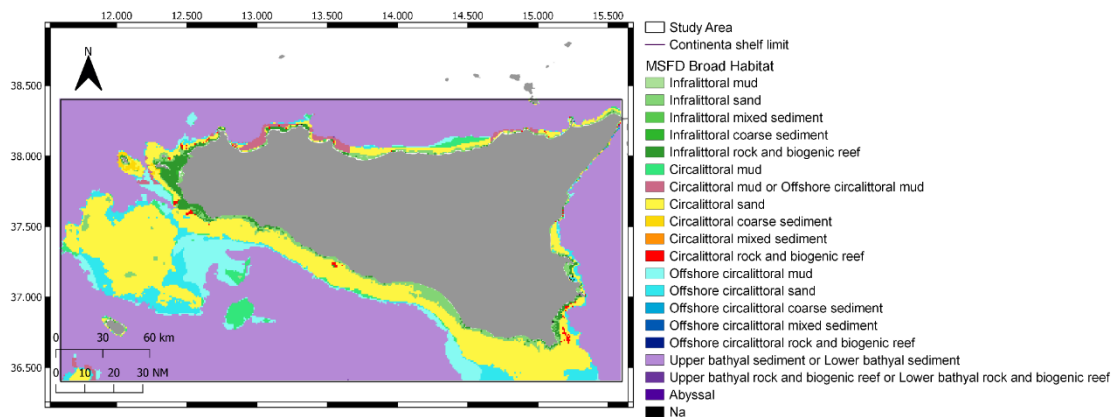 12.000 12.500 13.000 13.500 14.000 14.500 15.000 15.500
N
38.500
38.000
37.500
37.000
36.500
0 30 60 km
0 10 20 30 NM
Study Area
Continenta shelf limit
MSFD Broad Habitat
Infralittoral mud
Infralittoral sand
Infralittoral mixed sediment
Infralittoral coarse sediment
Infralittoral rock and biogenic reef
Circalittoral mud
Circalittoral mud or Offshore circalittoral mud
Circalittoral sand
Circalittoral coarse sediment
Circalittoral mixed sediment
Circalittoral rock and biogenic reef
Offshore circalittoral mud
Offshore circalittoral sand
Offshore circalittoral coarse sediment
Offshore circalittoral mixed sediment
Offshore circalittoral rock and biogenic reef
Upper bathyal sediment or Lower bathyal sediment
Upper bathyal rock and biogenic reef or Lower bathyal rock and biogenic reef
Abyssal
Na